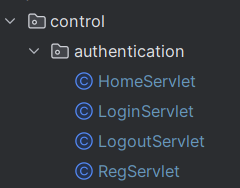 control
authentication
HomeServlet
LoginServlet
LogoutServlet
RegServlet